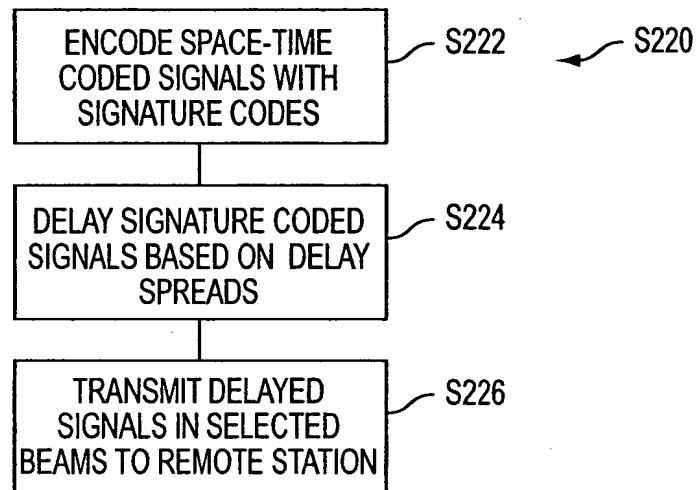 ENCODE SPACE-TIME
CODED SIGNALS WITH
SIGNATURE CODES
S222
S220
DELAY SIGNATURE CODED
SIGNALS BASED ON DELAY
SPREADS
S224
TRANSMIT DELAYED
SIGNALS IN SELECTED
BEAMS TO REMOTE STATION
S226